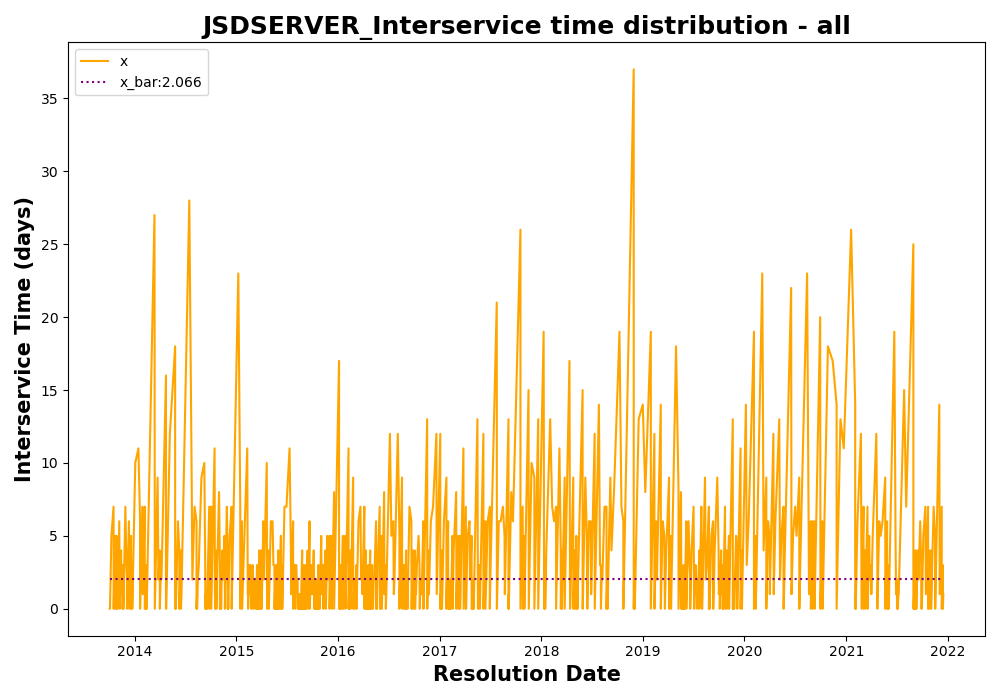 JSDSERVER_Interservice time distribution - all
x
x_bar:2.066
Interservice Time (days)
35
30
25
20
15
10
5
0
2014 2015 2016 2017 2018 2019 2020 2021 2022
Resolution Date